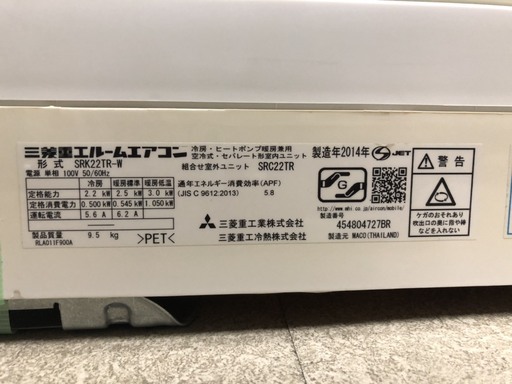 三菱重工ルームエアコン
形式 SRK22TR-W
電源 単相 100V 50/60Hz
冷房・ヒートポンプ暖房兼用
空冷式・セパレート形室内ユニット
組合せ室外ユニット SRC22TR
製造年2014年 S JET
冷房 暖房標準 暖房低温
定格能力 2.2 kW 2.5 kW 3.0 kW
定格消費電力 0.500 kW 0.545 kW 1.050 kW
運転電流 5.6 A 6.2 A
製品質量 9.5 kg
RLA011F900A
>PET<
通年エネルギー消費効率(APF)
(JIS C 9612:2013) 5.8
三菱重工業株式会社
三菱重工冷熱株式会社
G
http://www.mhi.co.jp/aircon/mobile/
454804727BR
製造元 MACO(THAILAND)
ケガのおそれあり
吹出口の奥に指や棒
などを入れない